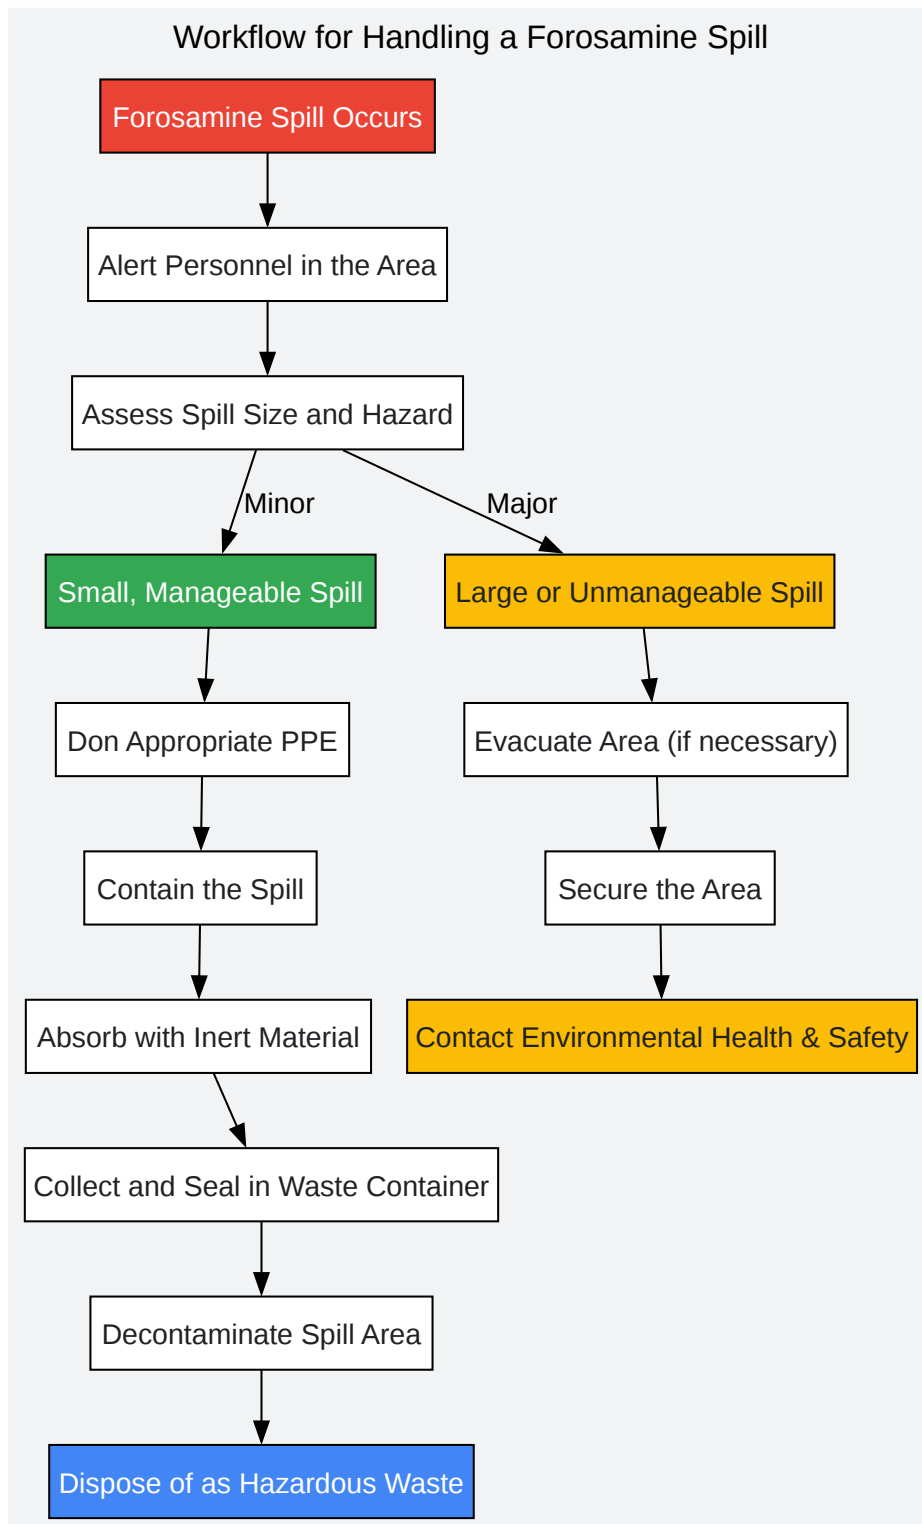 Workflow for Handling a Forosamine Spill
Forosamine Spill Occurs
Alert Personnel in the Area
Assess Spill Size and Hazard
Minor
Major
Small, Manageable Spill
Large or Unmanageable Spill
Don Appropriate PPE
Evacuate Area (if necessary)
Contain the Spill
Secure the Area
Absorb with Inert Material
Contact Environmental Health & Safety
Collect and Seal in Waste Container
Decontaminate Spill Area
Dispose of as Hazardous Waste